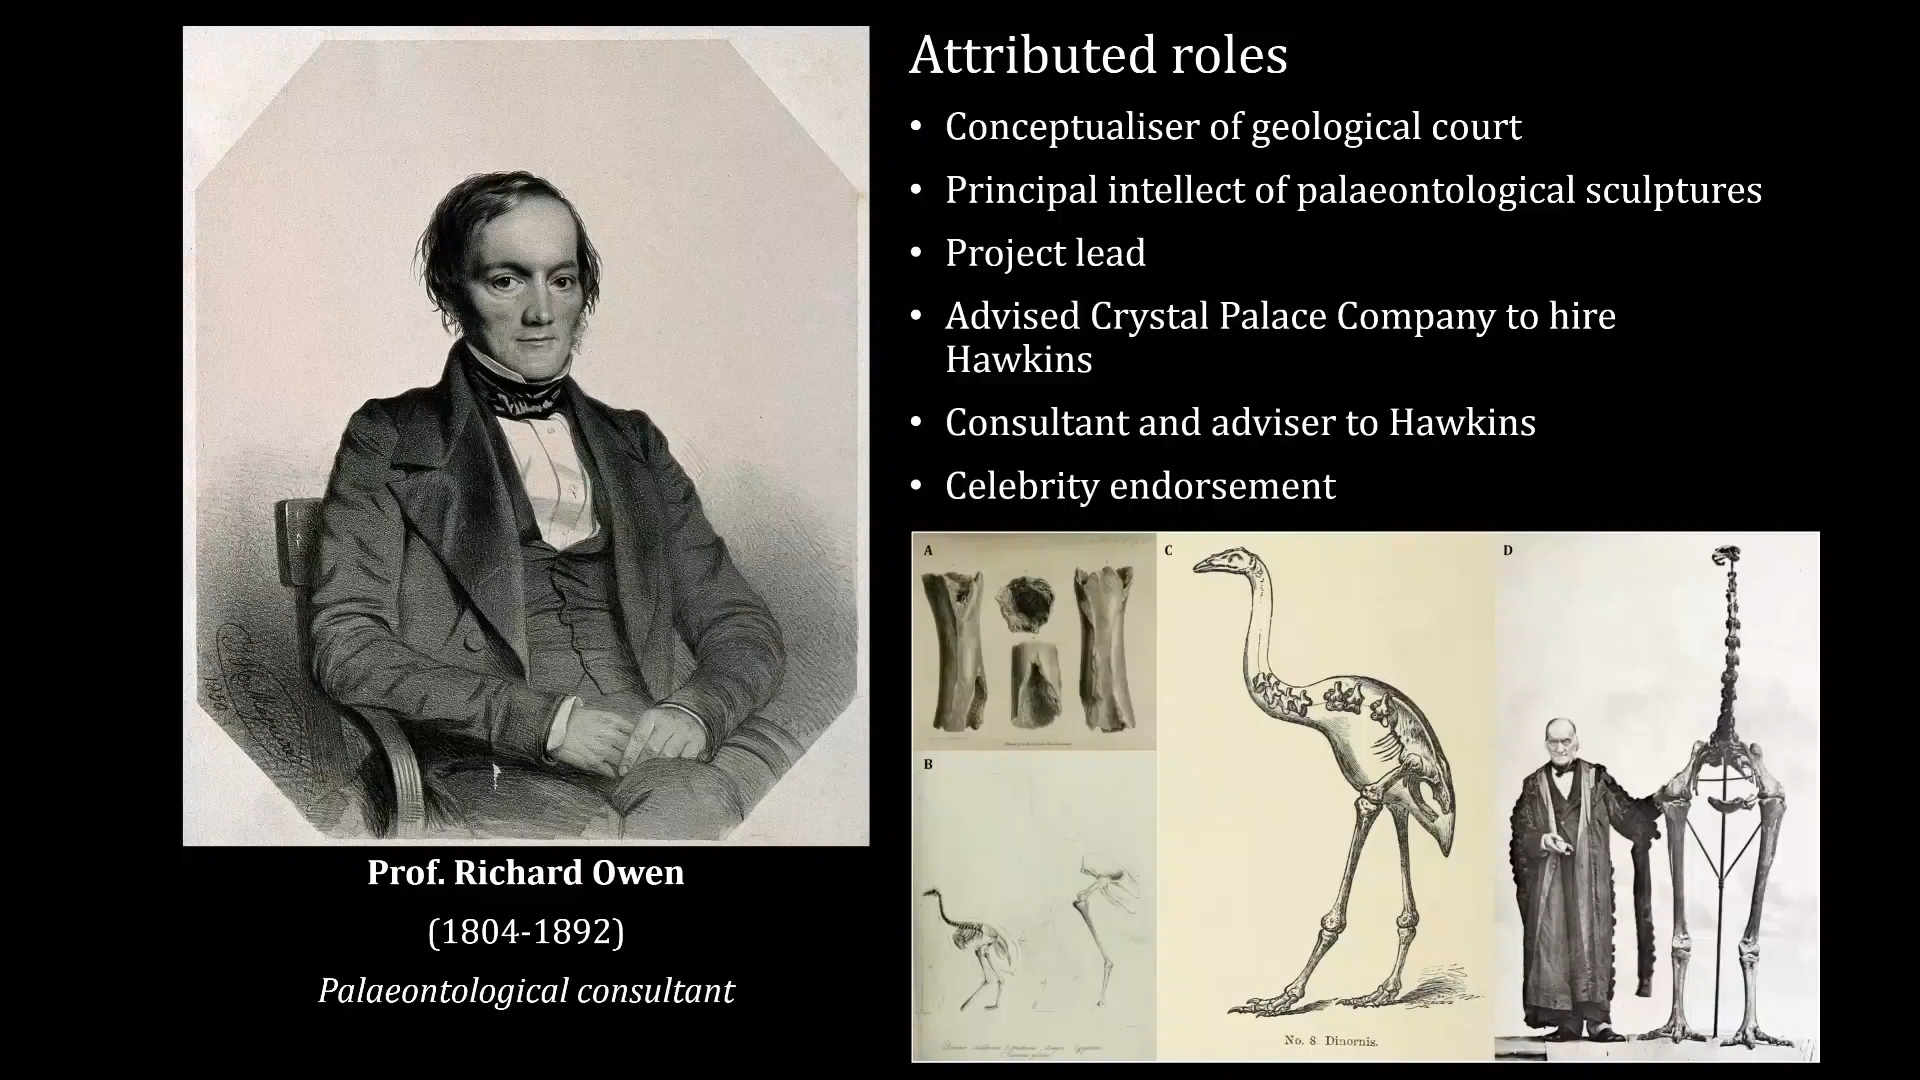 Attributed roles
• Conceptualiser of geological court
• Principal intellect of palaeontological sculptures
• Project lead
• Advised Crystal Palace Company to hire
Hawkins
• Consultant and adviser to Hawkins
• Celebrity endorsement
Prof. Richard Owen
(1804-1892)
Palaeontological consultant
A
B
C
No. 8. Dinornis.
D